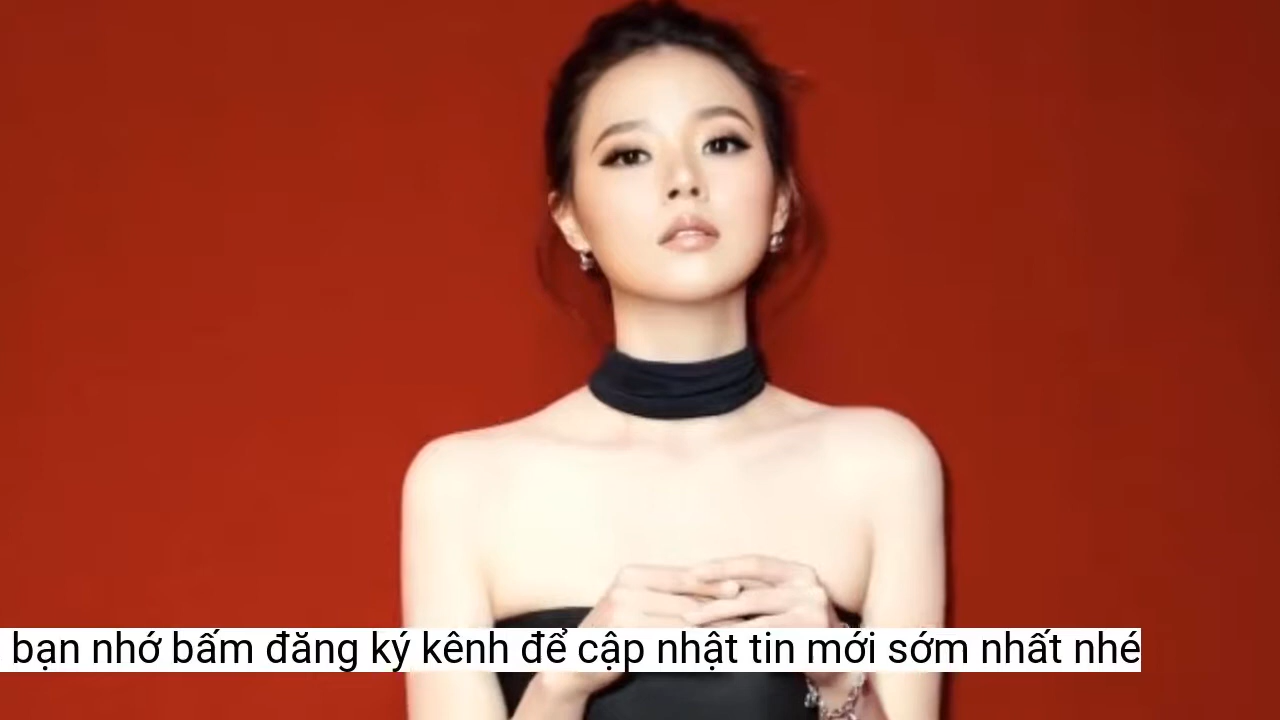 bạn nhớ bấm đăng ký kênh để cập nhật tin mới sớm nhất nhé